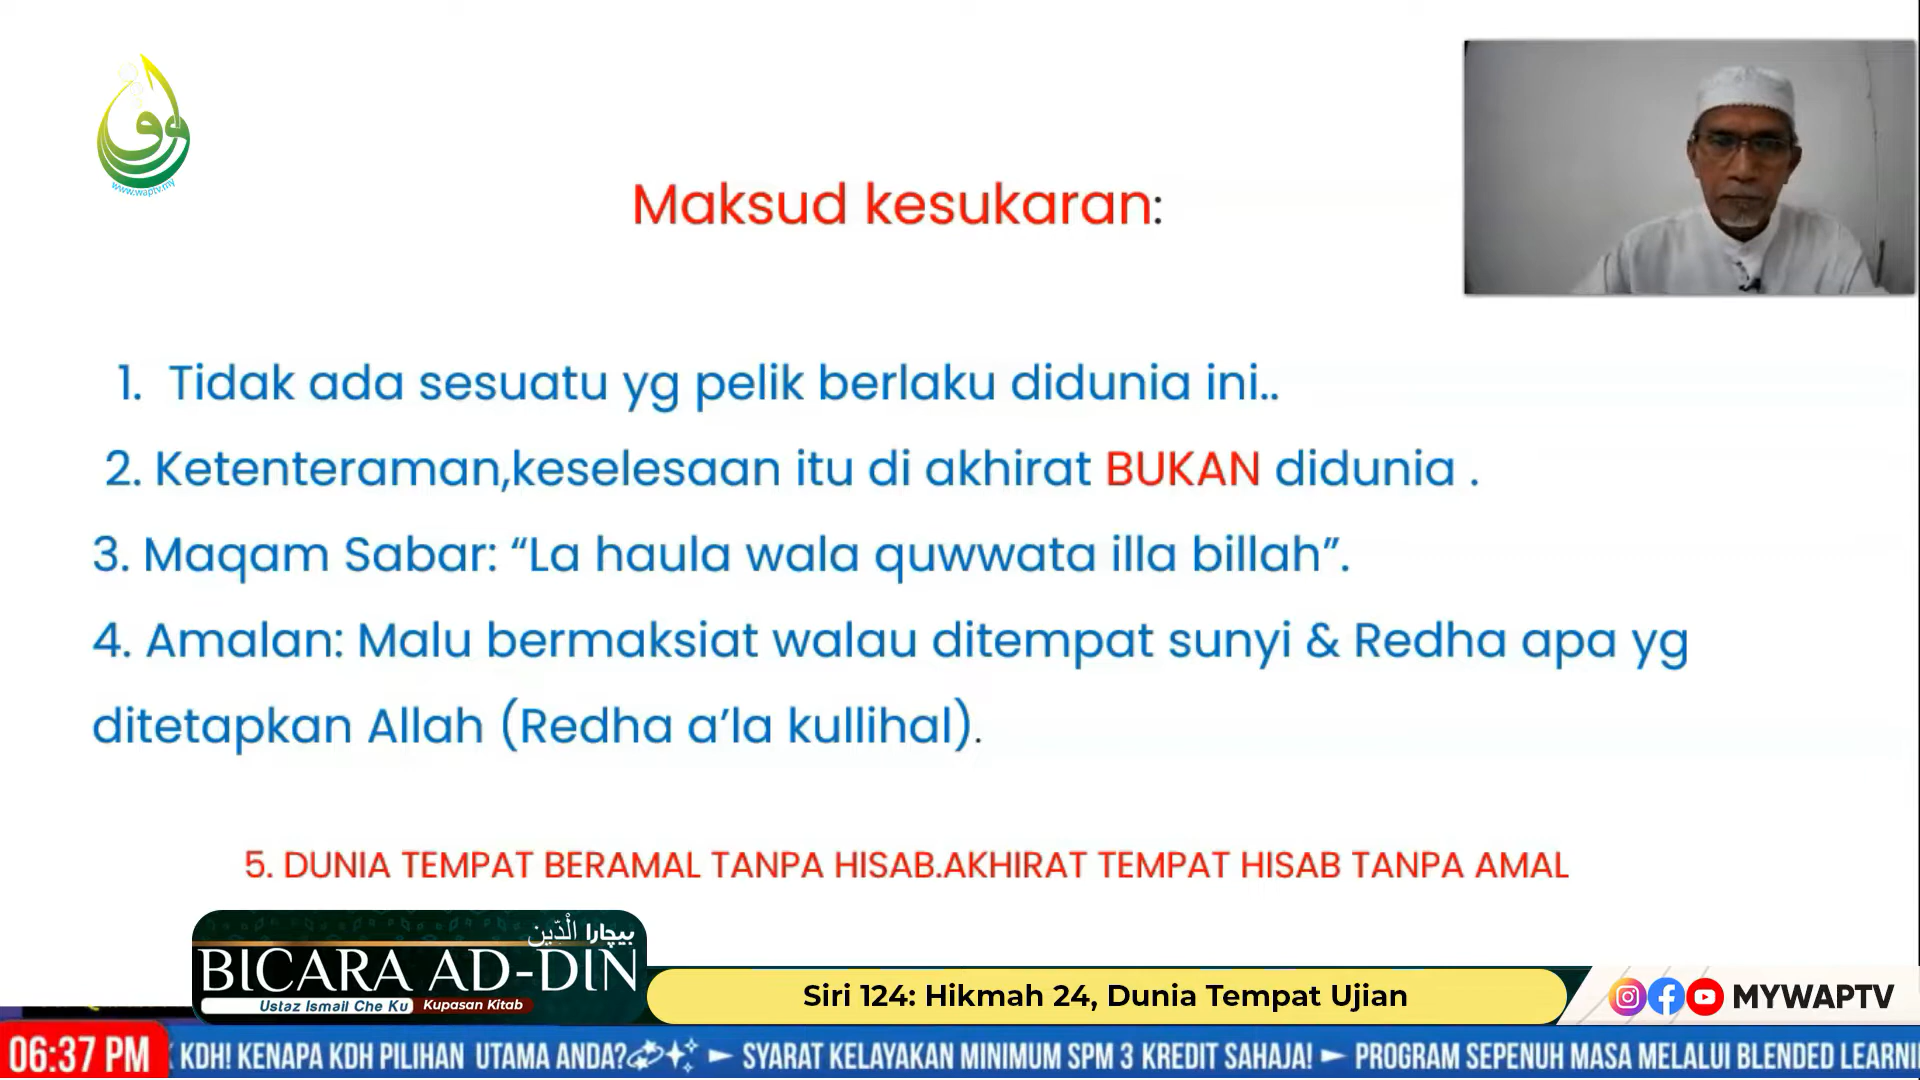 www.waptv.my
Maksud kesukaran:
1. Tidak ada sesuatu yg pelik berlaku didunia ini..
2. Ketenteraman,keselesaan itu di akhirat BUKAN didunia .
3. Maqam Sabar: “La haula wala quwwata illa billah”.
4. Amalan: Malu bermaksiat walau ditempat sunyi & Redha apa yg
ditetapkan Allah (Redha a’la kullihal).
5. DUNIA TEMPAT BERAMAL TANPA HISAB.AKHIRAT TEMPAT HISAB TANPA AMAL
بيچارا الْدِّين
BICARA AD-DIN
Ustaz Ismail Che Ku Kupasan Kitab
Siri 124: Hikmah 24, Dunia Tempat Ujian
MYWAPTV
06:37 PM KDH! KENAPA KDH PILIHAN UTAMA ANDA? ► SYARAT KELAYAKAN MINIMUM SPM 3 KREDIT SAHAJA! ► PROGRAM SEPENUH MASA MELALUI BLENDED LEARNI